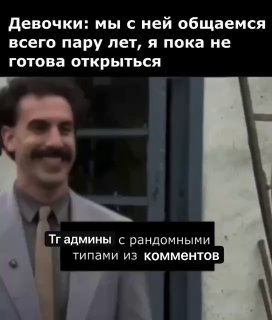 Девочки: мы с ней общаемся
всего пару лет, я пока не
готова открыться
Тг админы с рандомными
типами из комментов